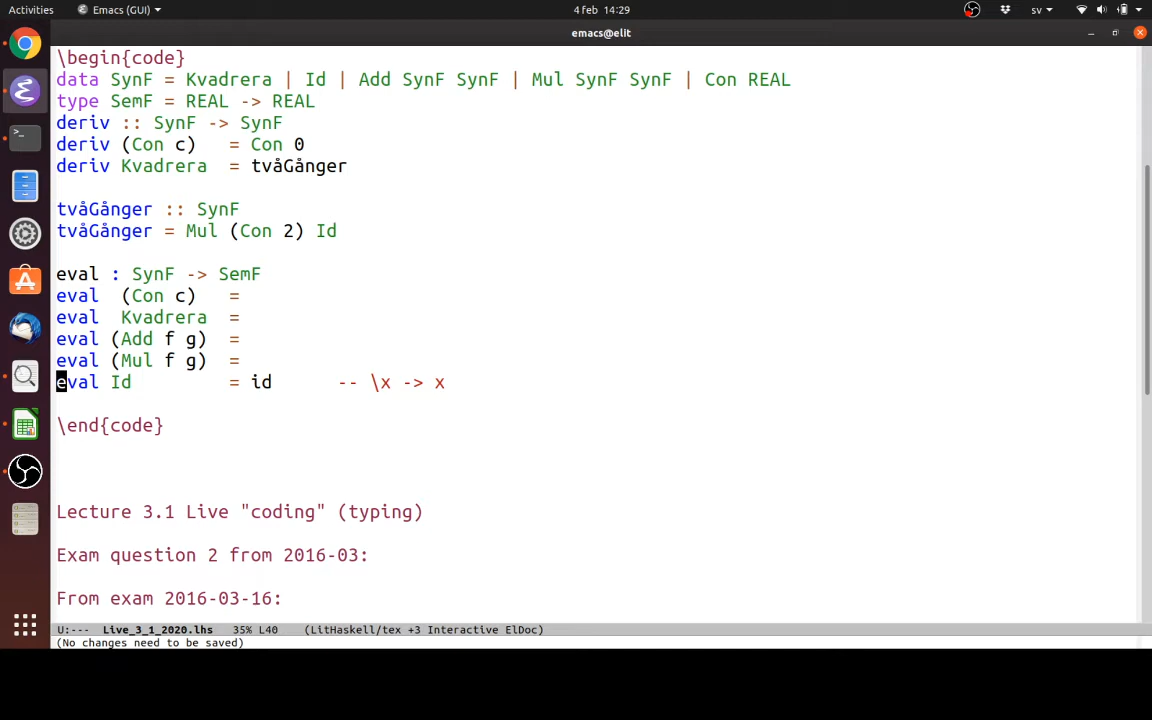 Activities Emacs (GUI) 4 feb 14:29 sv
emacs@elit
\begin{code}
data SynF = Kvadrera | Id | Add SynF SynF | Mul SynF SynF | Con REAL
type SemF = REAL -> REAL
deriv :: SynF -> SynF
deriv (Con c)   = Con 0
deriv Kvadrera  = tvåGånger
tvåGånger :: SynF
tvåGånger = Mul (Con 2) Id
eval : SynF -> SemF
eval  (Con c)   =
eval  Kvadrera  =
eval (Add f g)  =
eval (Mul f g)  =
eval Id         = id      -- \x -> x
\end{code}
Lecture 3.1 Live "coding" (typing)
Exam question 2 from 2016-03:
From exam 2016-03-16:
U:---  Live_3_1_2020.lhs   35% L40    (LitHaskell/tex +3 Interactive ElDoc)
(No changes need to be saved)